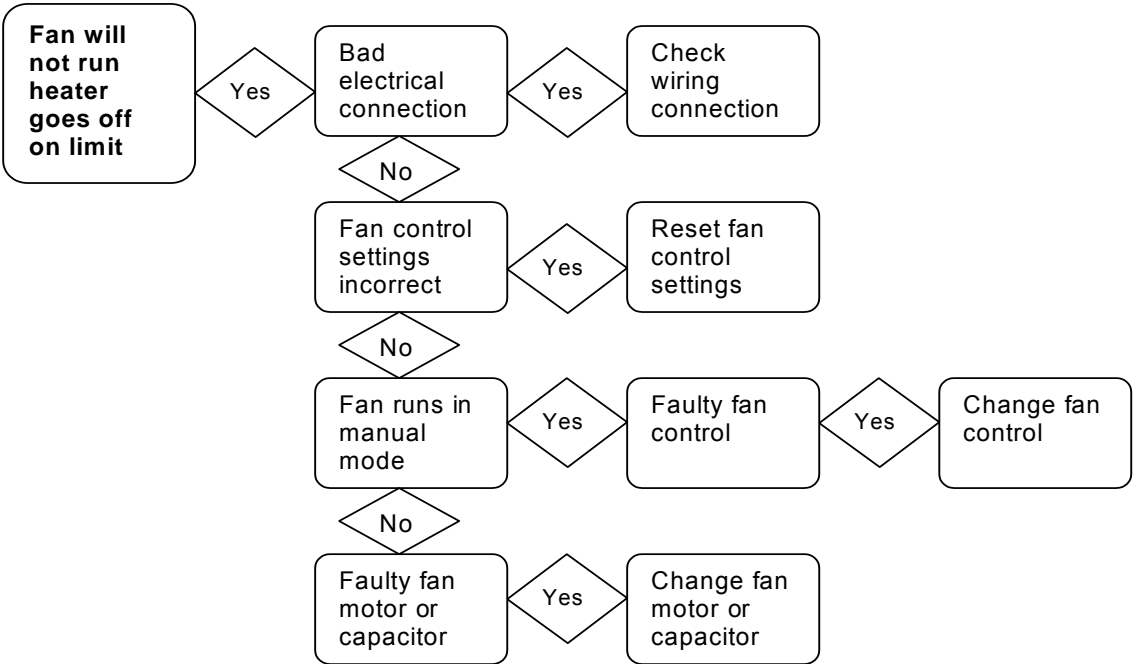 Fan will
not run
heater
goes off
on limit
Yes
Bad
electrical
connection
Yes
Check
wiring
connection
No
Fan control
settings
incorrect
Yes
Reset fan
control
settings
No
Fan runs in
manual
mode
Yes
Faulty fan
control
Yes
Change fan
control
No
Faulty fan
motor or
capacitor
Yes
Change fan
motor or
capacitor